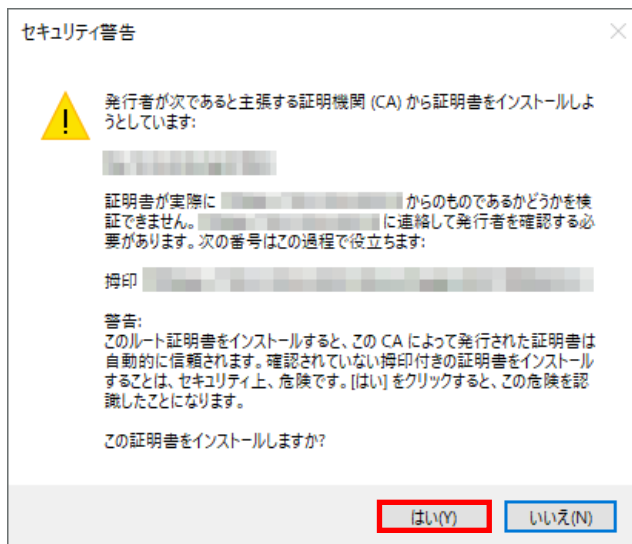 セキュリティ警告
発行者が次であると主張する証明機関 (CA) から証明書をインストールしよ
うとしています:
証明書が実際に からのものであるかどうかを検
証できません。 に連絡して発行者を確認する必
要があります。次の番号はこの過程で役立ちます:
拇印
警告:
このルート証明書をインストールすると、この CA によって発行された証明書は
自動的に信頼されます。確認されていない拇印付きの証明書をインストール
することは、セキュリティ上、危険です。[はい] をクリックすると、この危険を認
識したことになります。
この証明書をインストールしますか?
はい(Y) いいえ(N)